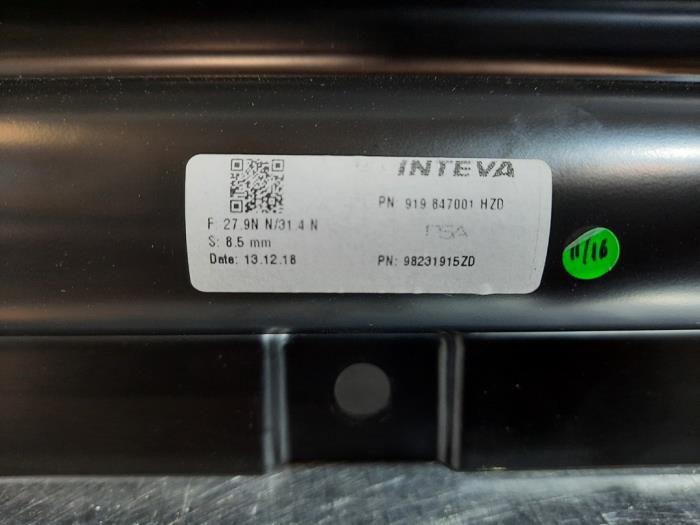 INTEVA
PN 919 847001 HZD
F: 27.9N N/31.4 N
PSA
S: 8.5 mm
Date: 13.12.18
PN: 98231915ZD
11/16